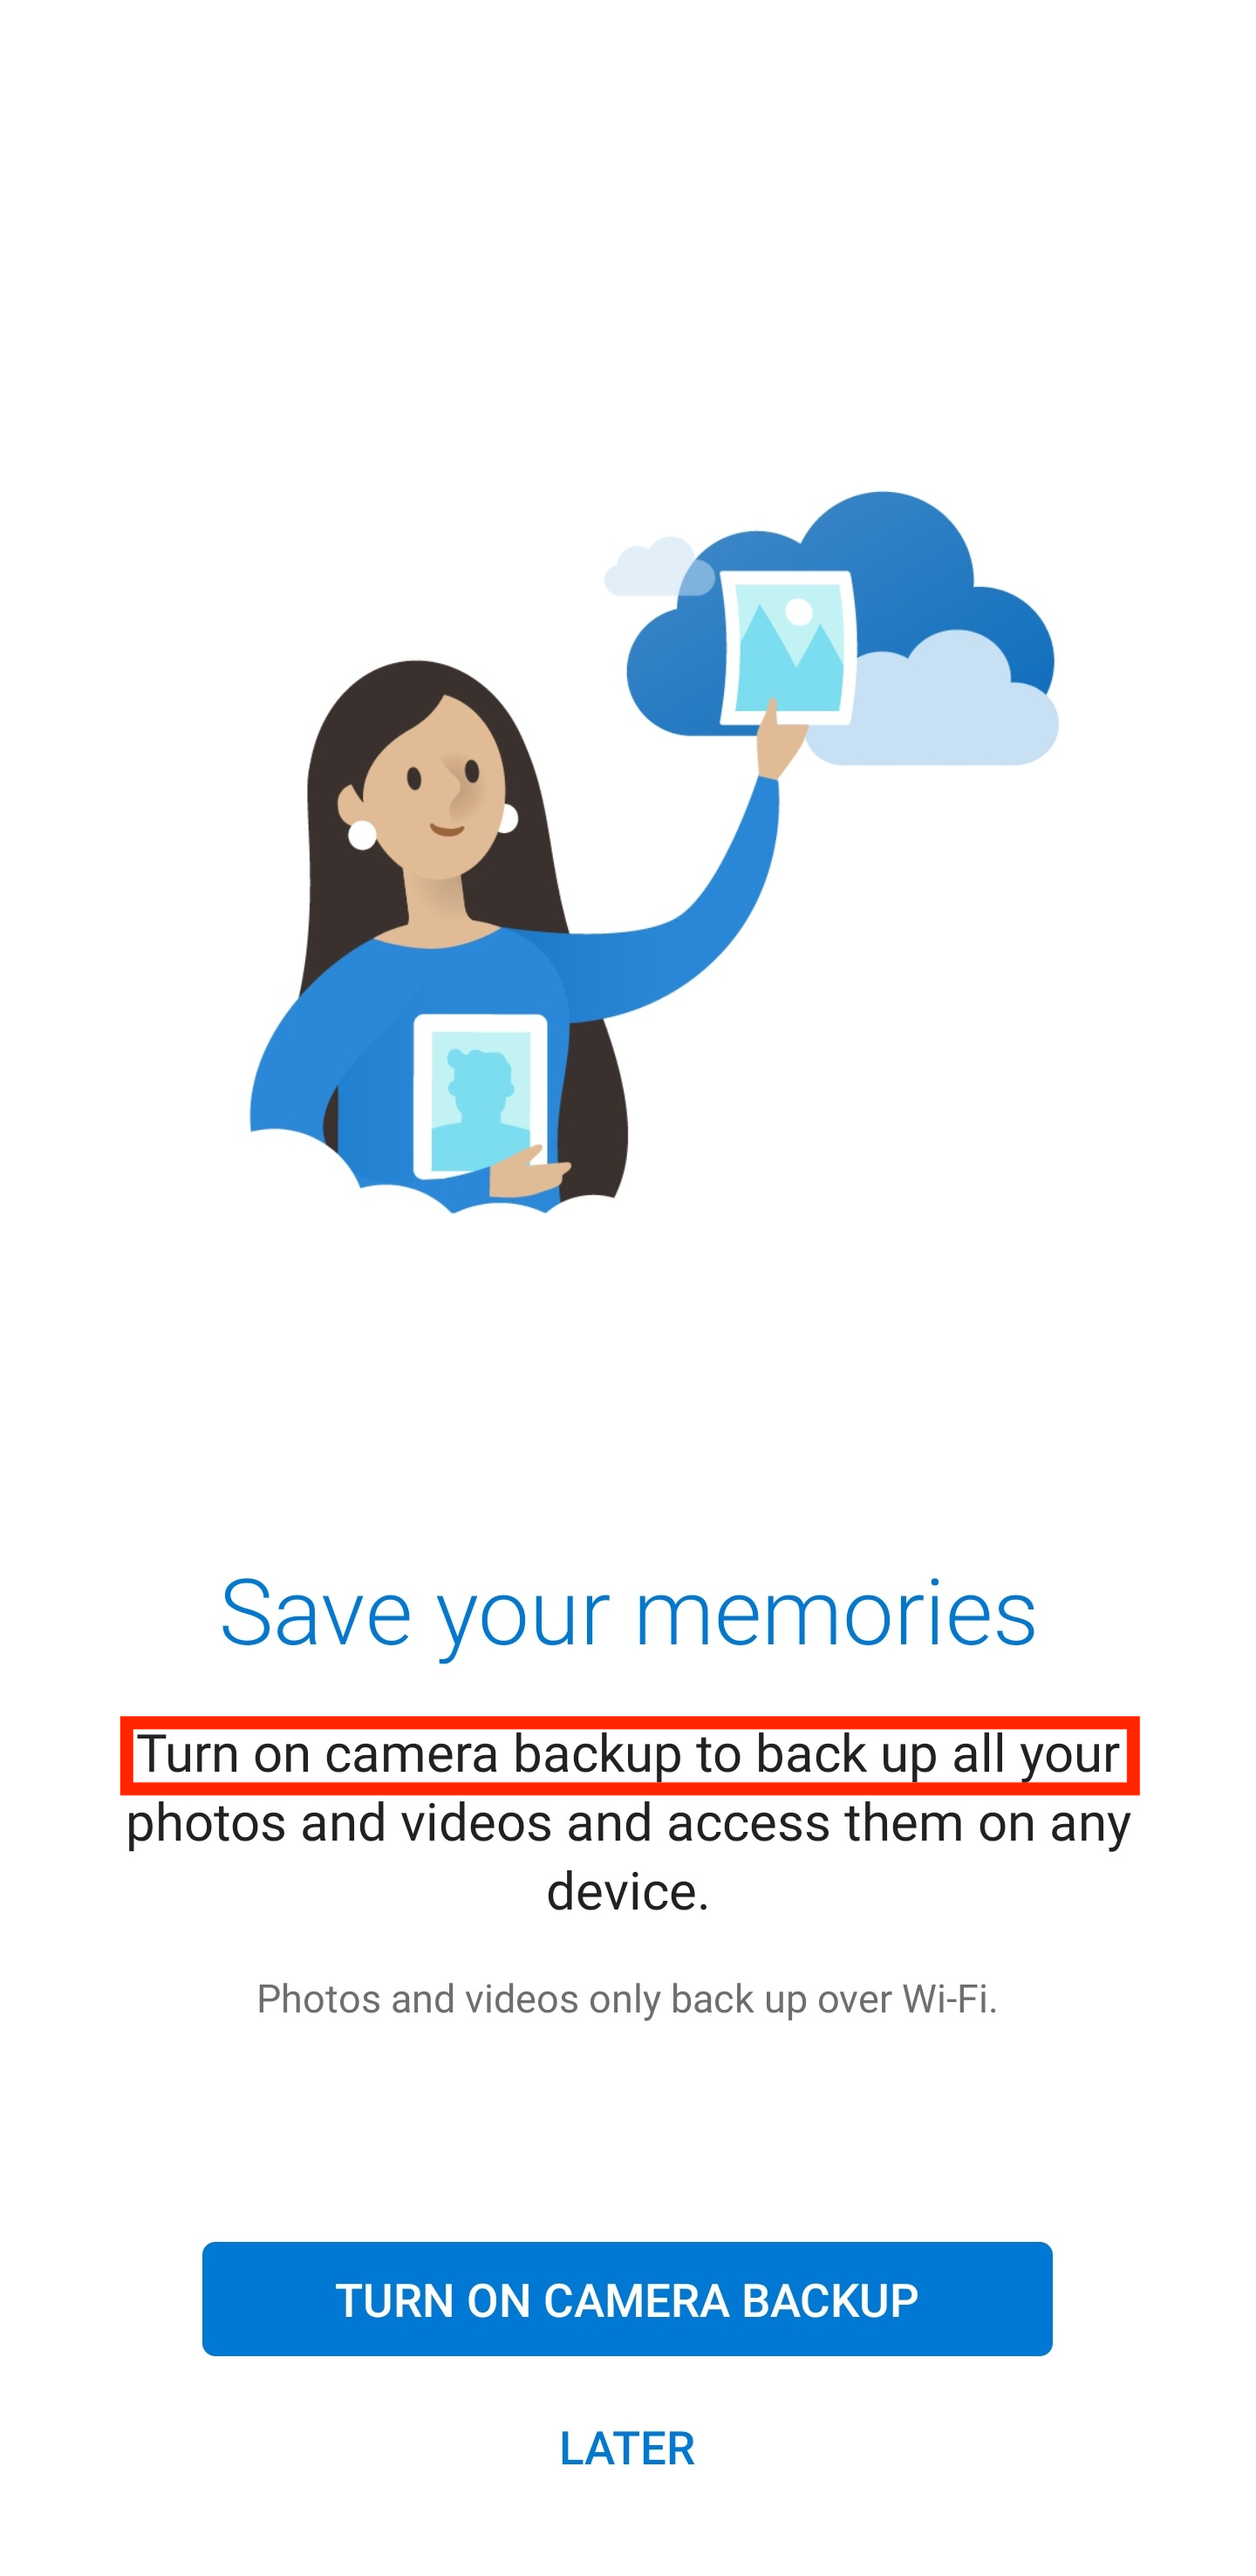 Save your memories
Turn on camera backup to back up all your
photos and videos and access them on any
device.
Photos and videos only back up over Wi-Fi.
TURN ON CAMERA BACKUP
LATER